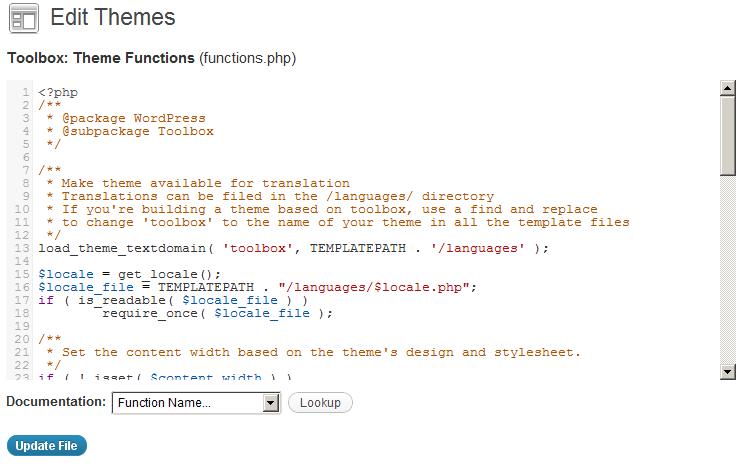 Edit Themes
Toolbox: Theme Functions (functions.php)
1 <?php
2 /**
3  * @package WordPress
4  * @subpackage Toolbox
5  */
6
7 /**
8  * Make theme available for translation
9  * Translations can be filed in the /languages/ directory
10  * If you're building a theme based on toolbox, use a find and replace
11  * to change 'toolbox' to the name of your theme in all the template files
12  */
13 load_theme_textdomain( 'toolbox', TEMPLATEPATH . '/languages' );
14
15 $locale = get_locale();
16 $locale_file = TEMPLATEPATH . "/languages/$locale.php";
17 if ( is_readable( $locale_file ) )
18         require_once( $locale_file );
19
20 /**
21  * Set the content width based on the theme's design and stylesheet.
22  */
23 if ( ! isset( $content_width ) )
Documentation: Function Name... Lookup
Update File